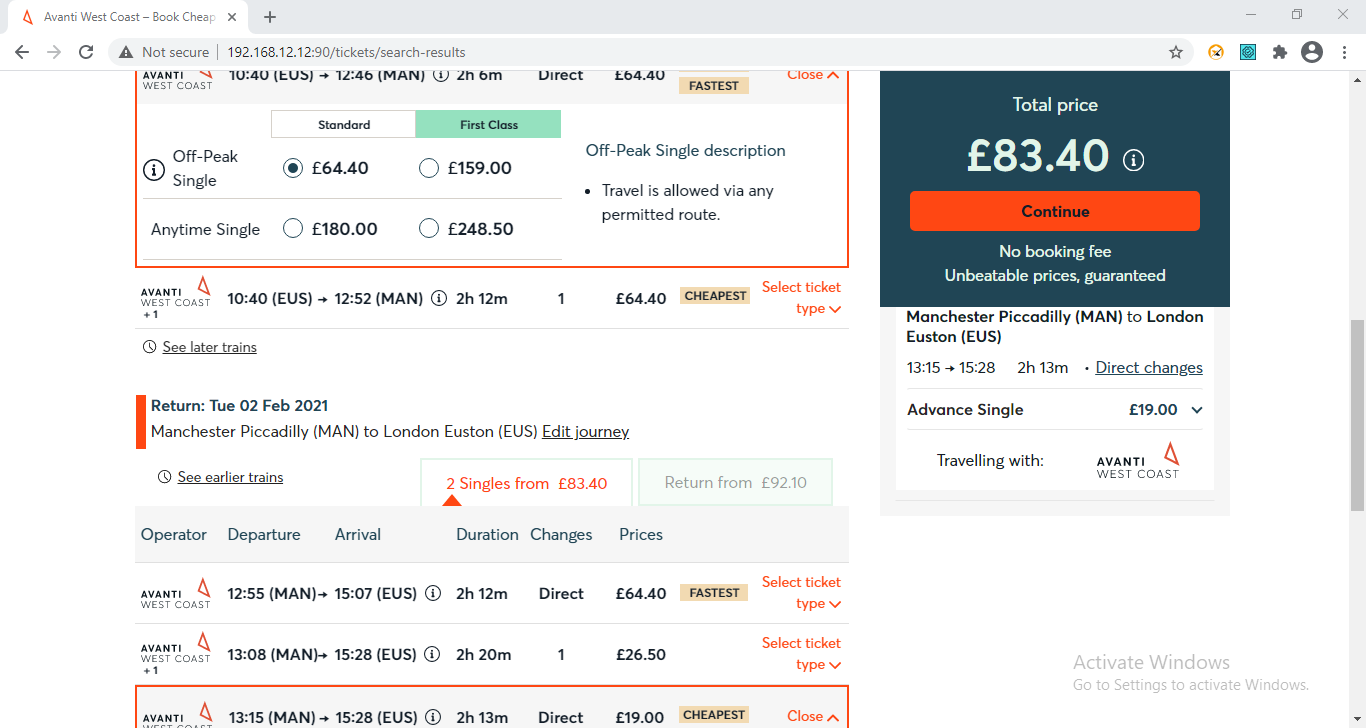 Avanti West Coast – Book Cheap
Not secure
192.168.12.12:90/tickets/search-results
AVANTI
WEST COAST
10:40 (EUS) → 12:46 (MAN)
2h 6m
Direct
£64.40
FASTEST
Close
Standard
First Class
Off-Peak
Single
£64.40
£159.00
Anytime Single
£180.00
£248.50
Off-Peak Single description
• Travel is allowed via any
permitted route.
AVANTI
WEST COAST
+ 1
10:40 (EUS) → 12:52 (MAN)
2h 12m
1
£64.40
CHEAPEST
Select ticket
type
See later trains
Return: Tue 02 Feb 2021
Manchester Piccadilly (MAN) to London Euston (EUS) Edit journey
See earlier trains
2 Singles from £83.40
Return from £92.10
Operator
Departure
Arrival
Duration
Changes
Prices
AVANTI
WEST COAST
12:55 (MAN)→ 15:07 (EUS)
2h 12m
Direct
£64.40
FASTEST
Select ticket
type
AVANTI
WEST COAST
+ 1
13:08 (MAN)→ 15:28 (EUS)
2h 20m
1
£26.50
Select ticket
type
AVANTI
WEST COAST
13:15 (MAN) → 15:28 (EUS)
2h 13m
Direct
£19.00
CHEAPEST
Close
Total price
£83.40
Continue
No booking fee
Unbeatable prices, guaranteed
Manchester Piccadilly (MAN) to London
Euston (EUS)
13:15 → 15:28 2h 13m · Direct changes
Advance Single £19.00
Travelling with:
AVANTI
WEST COAST
Activate Windows
Go to Settings to activate Windows.